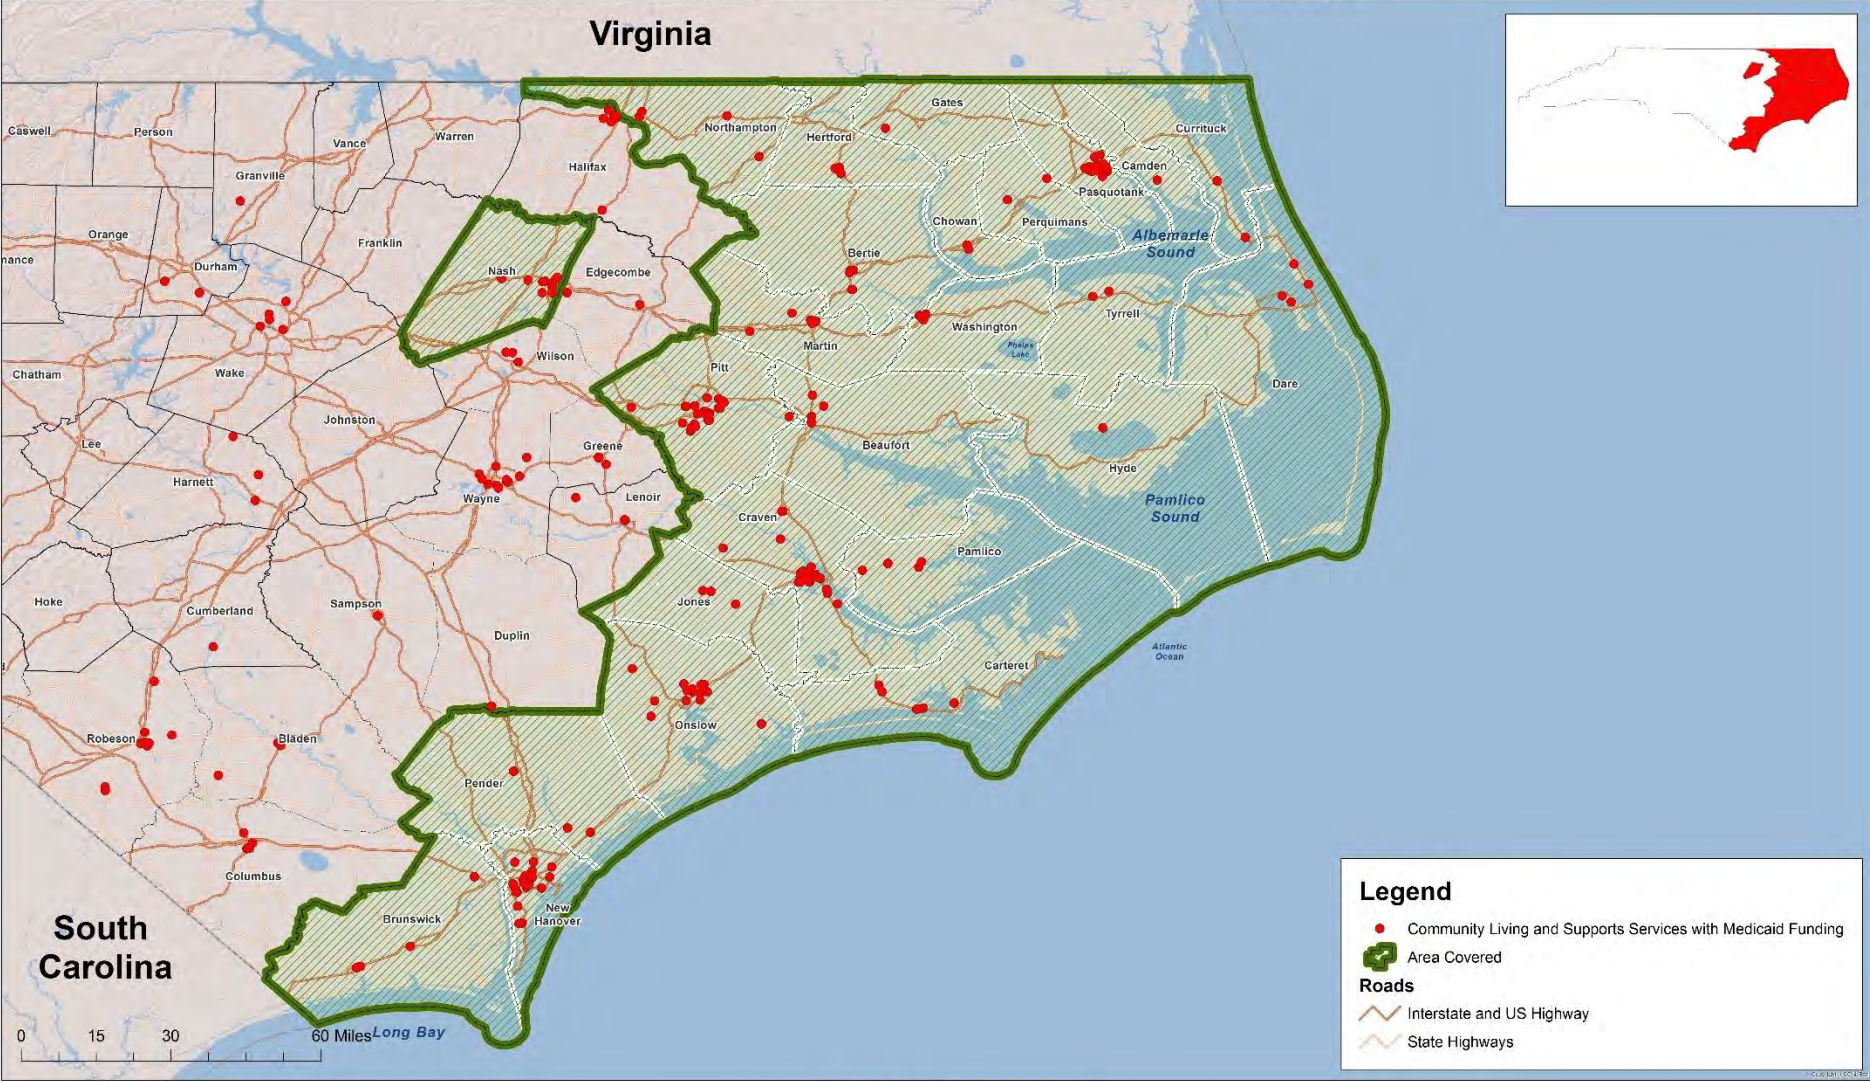 Virginia
Gates
Northampton
Hertford
Currituck
Caswell
Person
Vance
Warren
Halifax
Camden
Granville
Pasquotank
Chowan
Perquimans
Orange
Franklin
Albemarle
Sound
mance
Durham
Nash
Edgecombe
Bertie
Washington
Tyrrell
Martin
Phelps
Lake
Wilson
Chatham
Wake
Pitt
Dare
Johnston
Lee
Greene
Beaufort
Hyde
Harnett
Wayne
Lenoir
Craven
Pamlico
Sound
Pamlico
Hoke
Cumberland
Sampson
Jones
Duplin
Atlantic
Ocean
Carteret
Robeson
Bladen
Onslow
Pender
Columbus
New
Hanover
Brunswick
South
Carolina
Long Bay
0 15 30 60 Miles
Legend
Community Living and Supports Services with Medicaid Funding
Area Covered
Roads
Interstate and US Highway
State Highways